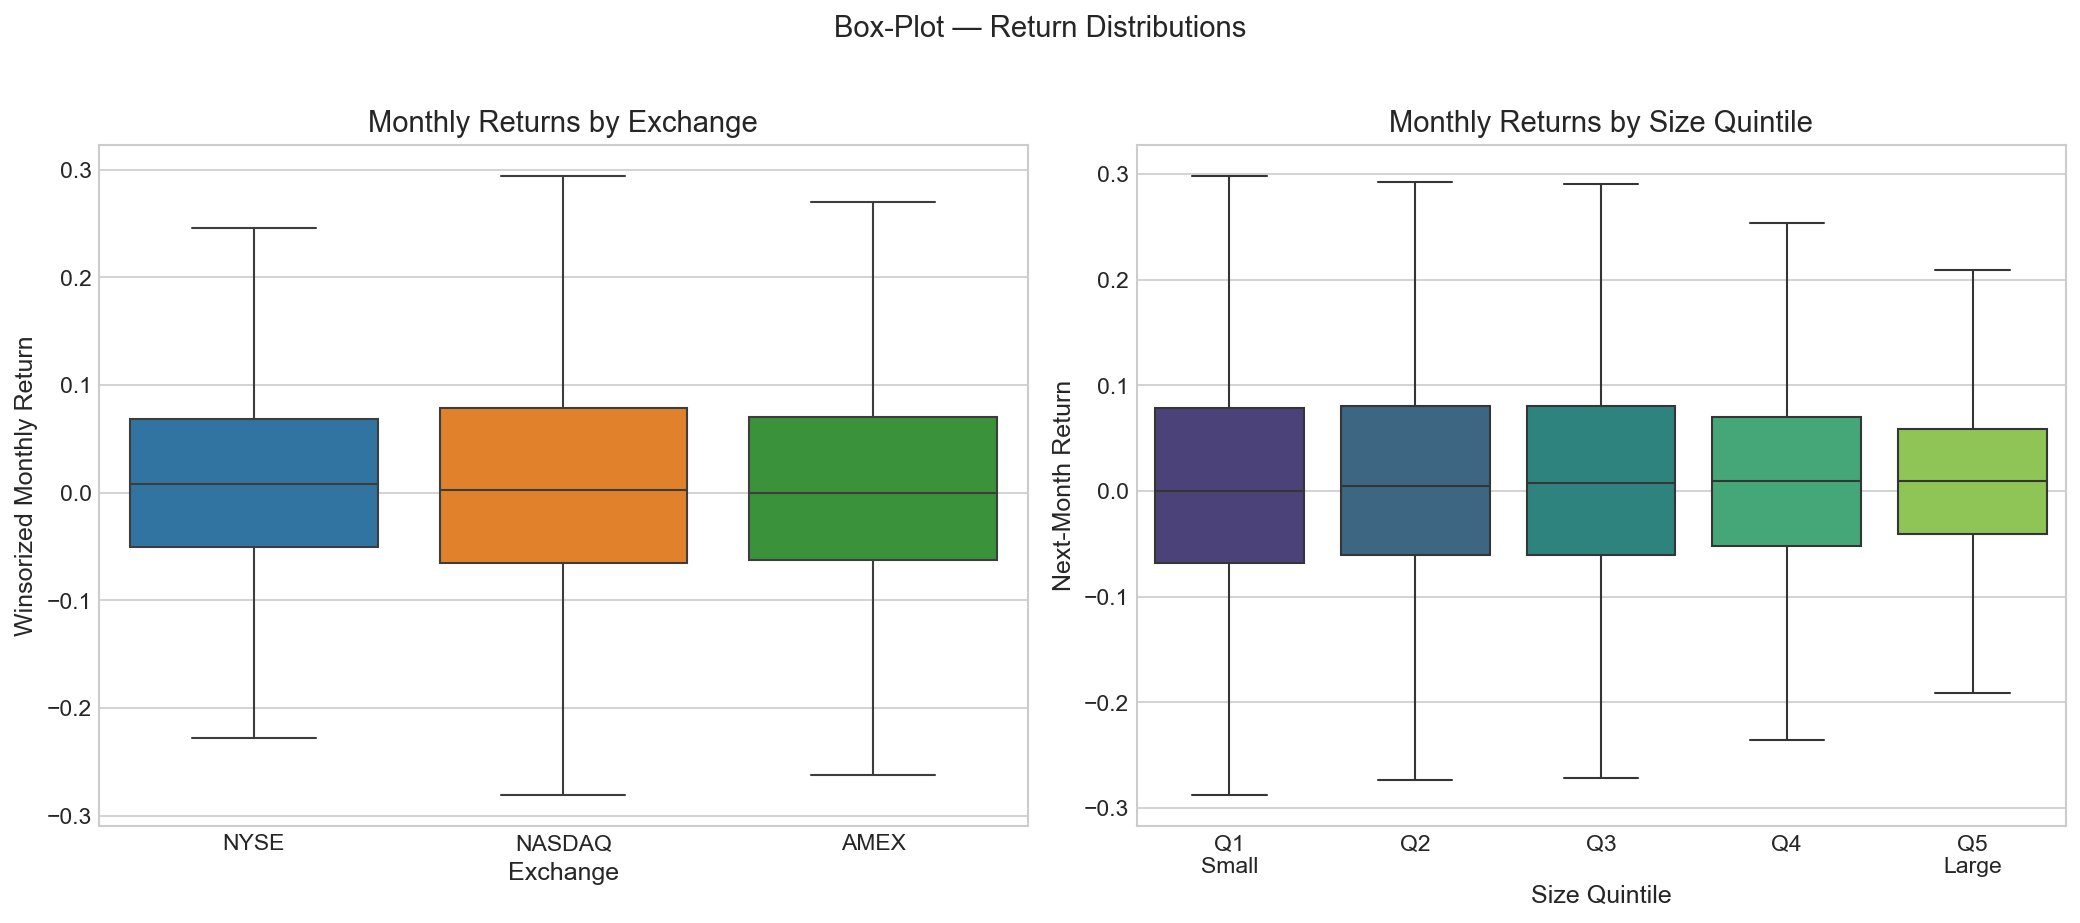 Box-Plot — Return Distributions
Monthly Returns by Exchange
Winsorized Monthly Return
0.3
0.2
0.1
0.0
−0.1
−0.2
−0.3
NYSE NASDAQ AMEX
Exchange
Monthly Returns by Size Quintile
Next-Month Return
0.3
0.2
0.1
0.0
−0.1
−0.2
−0.3
Q1 Q2 Q3 Q4 Q5
Small Large
Size Quintile